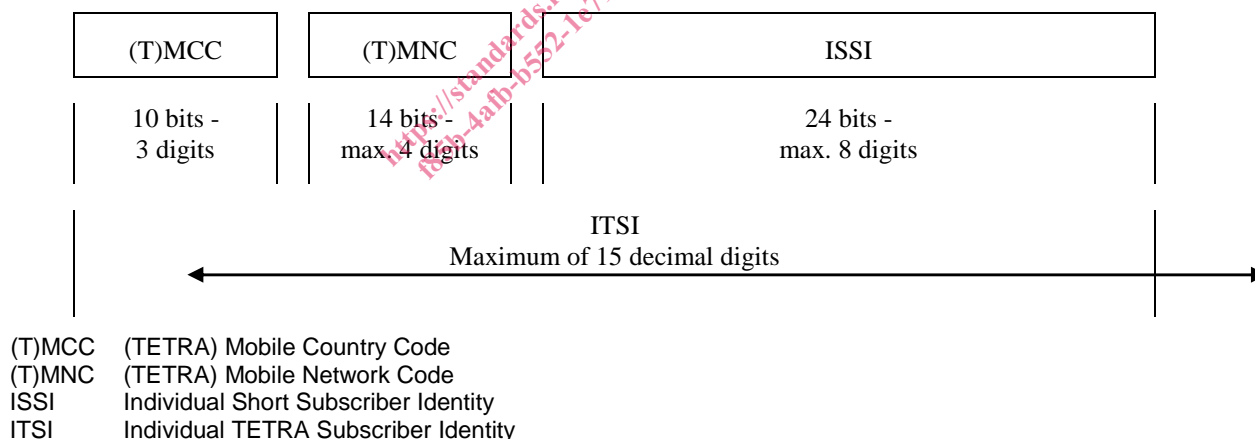 (T)MCC (T)MNC ISSI
10 bits - 14 bits - 24 bits -
3 digits max. 4 digits max. 8 digits
ITSI
Maximum of 15 decimal digits
(T)MCC (TETRA) Mobile Country Code
(T)MNC (TETRA) Mobile Network Code
ISSI Individual Short Subscriber Identity
ITSI Individual TETRA Subscriber Identity